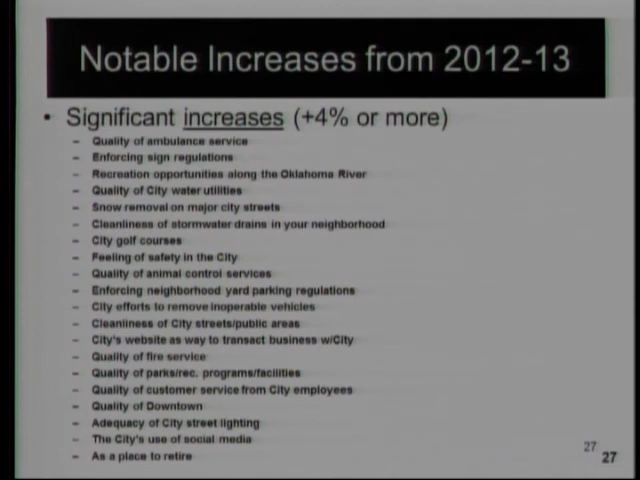 Notable Increases from 2012-13
• Significant increases (+4% or more)
– Quality of ambulance service
– Enforcing sign regulations
– Recreation opportunities along the Oklahoma River
– Quality of City water utilities
– Snow removal on major city streets
– Cleanliness of stormwater drains in your neighborhood
– City golf courses
– Feeling of safety in the City
– Quality of animal control services
– Enforcing neighborhood yard parking regulations
– City efforts to remove inoperable vehicles
– Cleanliness of City streets/public areas
– City's website as way to transact business w/City
– Quality of fire service
– Quality of parks/rec. programs/facilities
– Quality of customer service from City employees
– Quality of Downtown
– Adequacy of City street lighting
– The City's use of social media
– As a place to retire
27
27